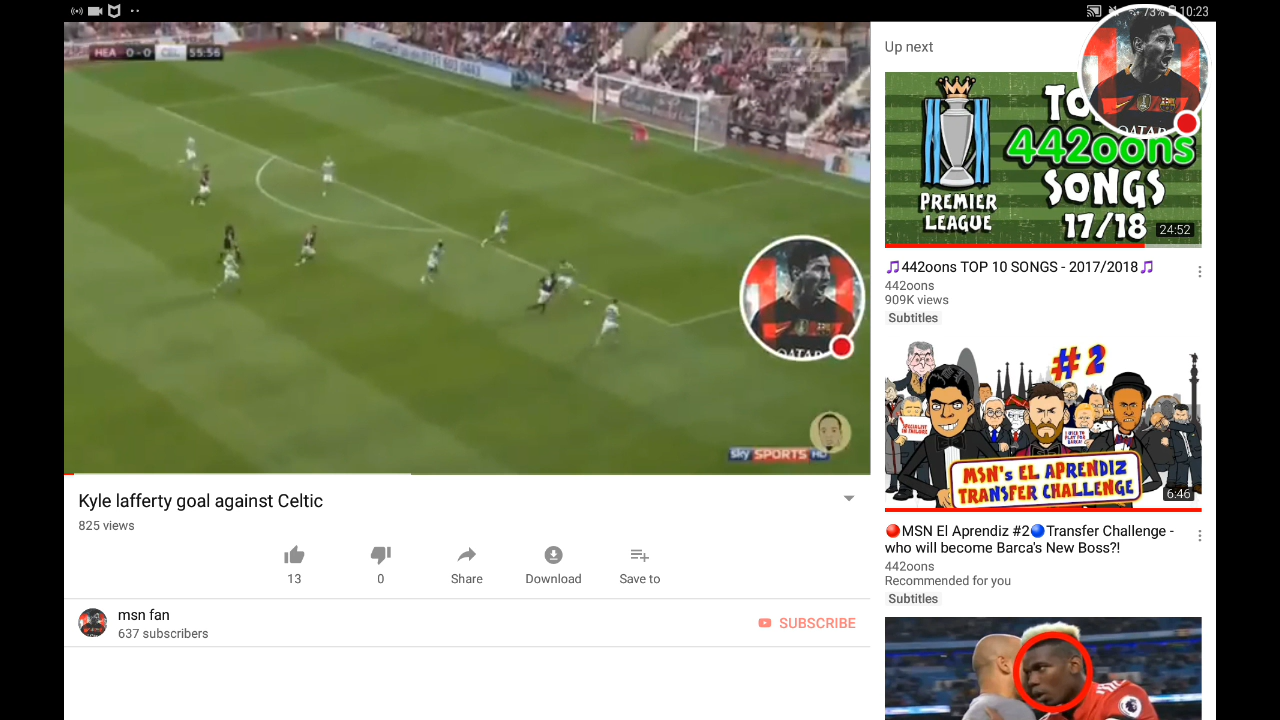 73% 10:23
HEA 0-0 CEL 55:56
sky SPORTS HD
Kyle lafferty goal against Celtic
825 views
13
0
Share
Download
Save to
msn fan
637 subscribers
SUBSCRIBE
Up next
QATAR
QATAR
442oons
SONGS
17/18
PREMIER
LEAGUE
24:52
🎵442oons TOP 10 SONGS - 2017/2018🎵
442oons
909K views
Subtitles
#2
MSN's EL APRENDIZ
TRANSFER CHALLENGE
6:46
🔴MSN El Aprendiz #2🔵Transfer Challenge -
who will become Barca's New Boss?!
442oons
Recommended for you
Subtitles